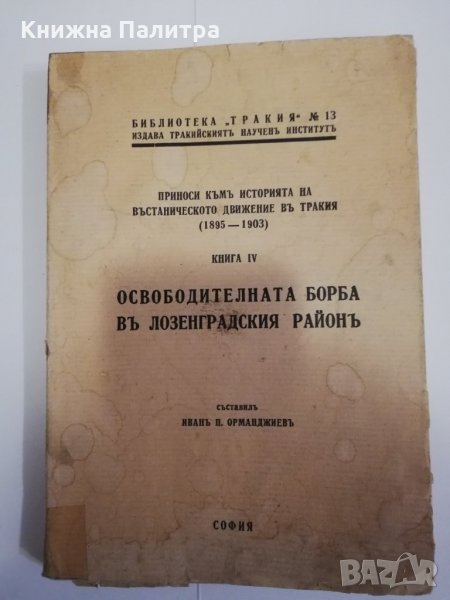 Книжна Палитра
БИБЛИОТЕКА „ТРАКИЯ“ № 13
ИЗДАВА ТРАКИЙСКИЯТЪ НАУЧЕНЪ ИНСТИТУТЪ
ПРИНОСИ КЪМЪ ИСТОРИЯТА НА
ВЪСТАНИЧЕСКОТО ДВИЖЕНИЕ ВЪ ТРАКИЯ
(1895—1903)
КНИГА IV
ОСВОБОДИТЕЛНАТА БОРБА
ВЪ ЛОЗЕНГРАДСКИЯ РАЙОНЪ
СЪСТАВИЛЪ
ИВАНЪ П. ОРМАНДЖИЕВЪ
СОФИЯ
BAZAR